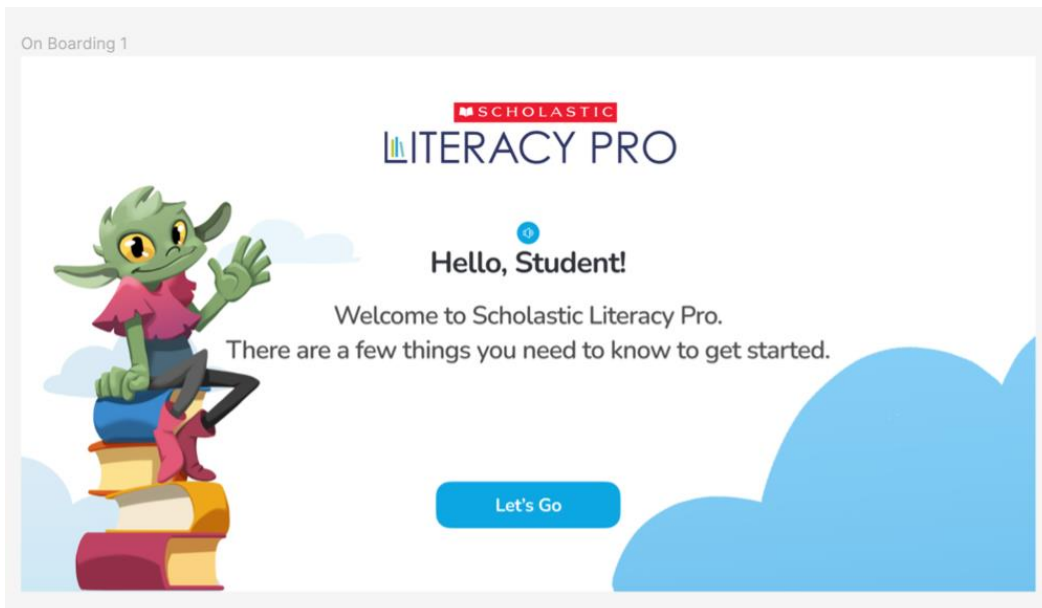 On Boarding 1
SCHOLASTIC
LITERACY PRO
Hello, Student!
Welcome to Scholastic Literacy Pro.
There are a few things you need to know to get started.
Let's Go